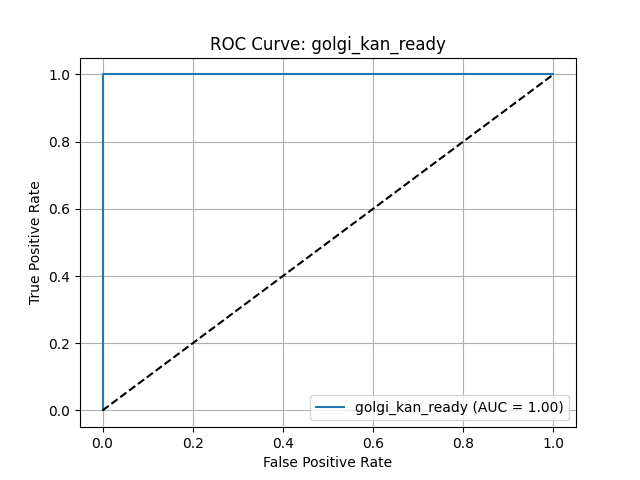 ROC Curve: golgi_kan_ready
True Positive Rate
1.0
0.8
0.6
0.4
0.2
0.0
golgi_kan_ready (AUC = 1.00)
0.0 0.2 0.4 0.6 0.8 1.0
False Positive Rate